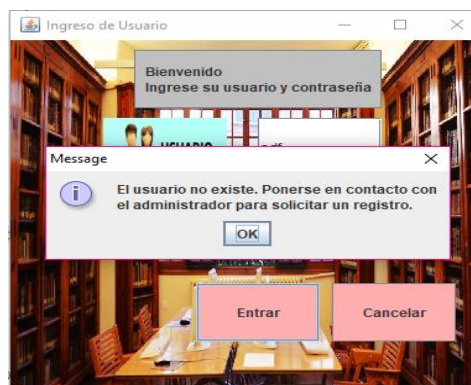 Ingreso de Usuario
Bienvenido
Ingrese su usuario y contraseña
USUARIO
Message
El usuario no existe. Ponerse en contacto con
el administrador para solicitar un registro.
OK
Entrar
Cancelar